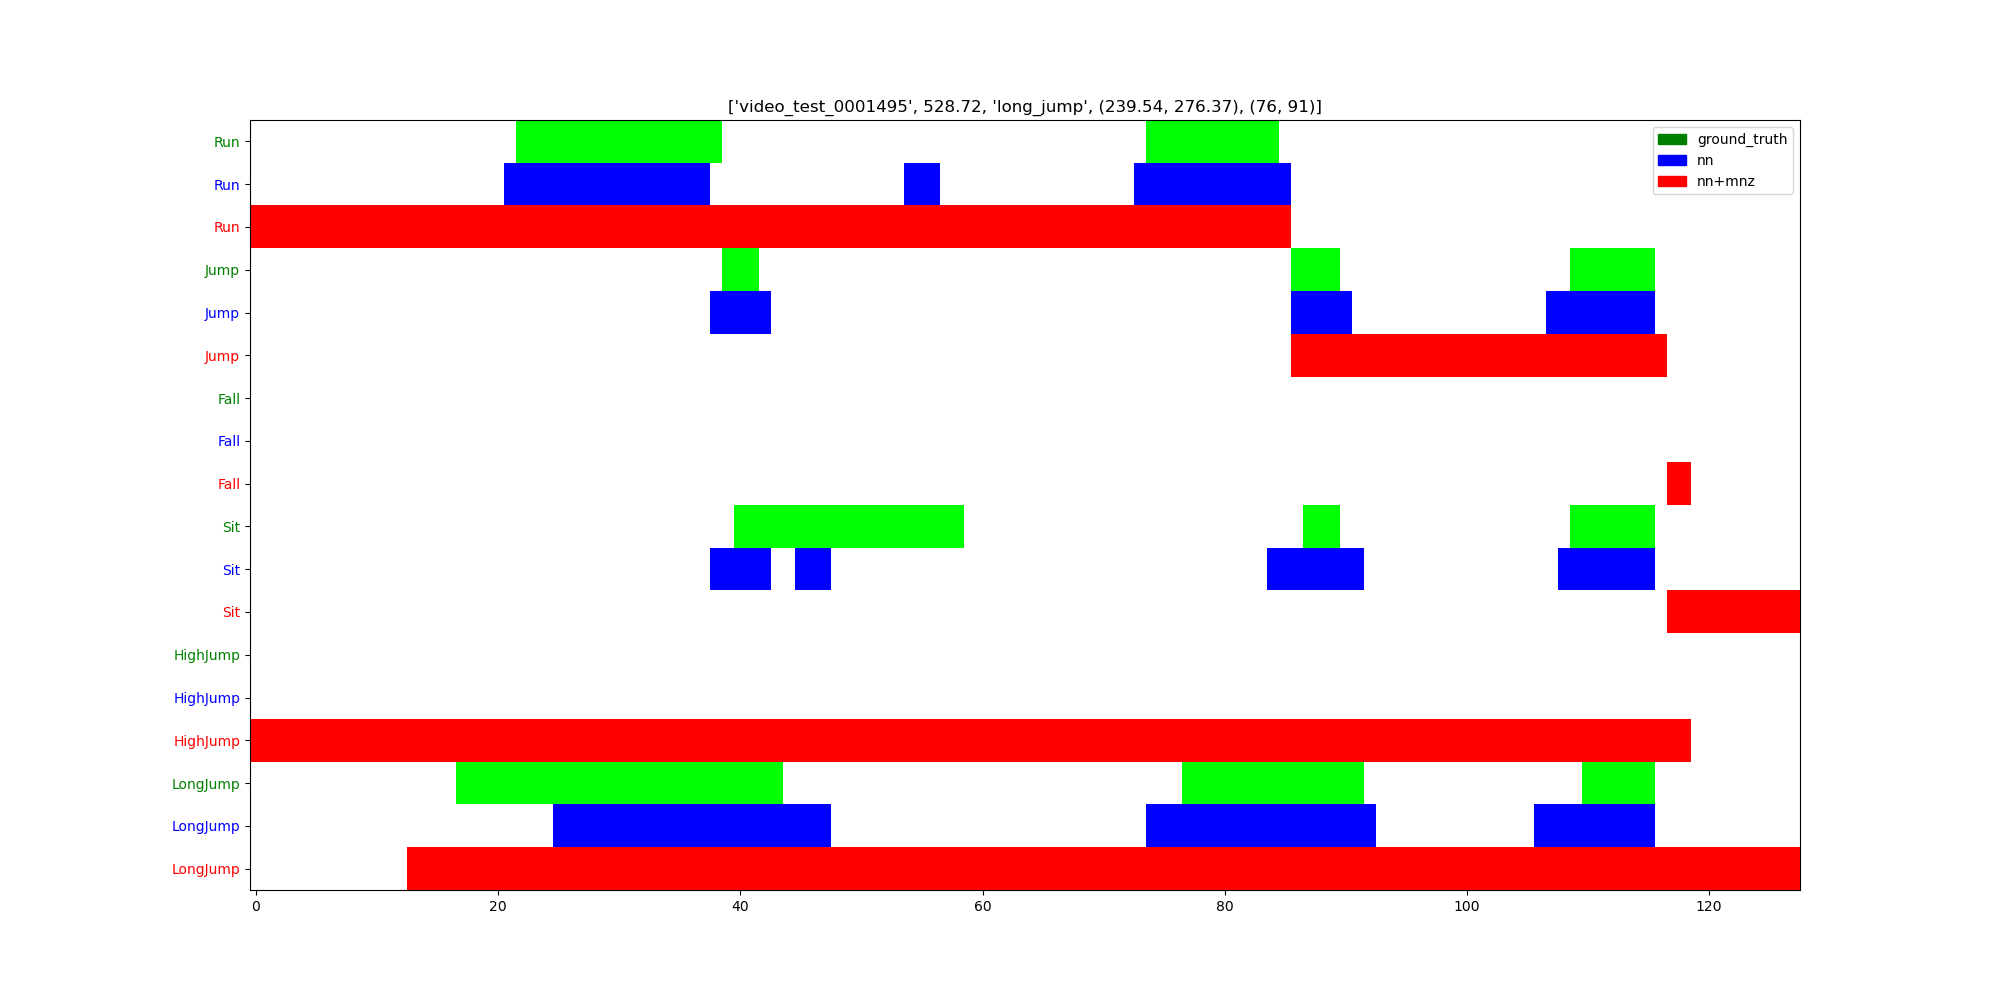 ['video_test_0001495', 528.72, 'long_jump', (239.54, 276.37), (76, 91)]
ground_truth
nn
nn+mnz
Run
Run
Run
Jump
Jump
Jump
Fall
Fall
Fall
Sit
Sit
Sit
HighJump
HighJump
HighJump
LongJump
LongJump
LongJump
0 20 40 60 80 100 120